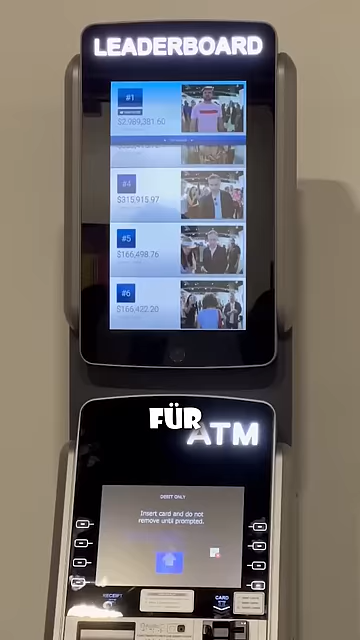 LEADERBOARD
#1
$2,989,381.60
#4
$315,915.97
#5
$166,498.76
#6
$166,422.20
FÜR
ATM
DEBIT ONLY
Insert card and do not
remove until prompted.
RECEIPT
CARD